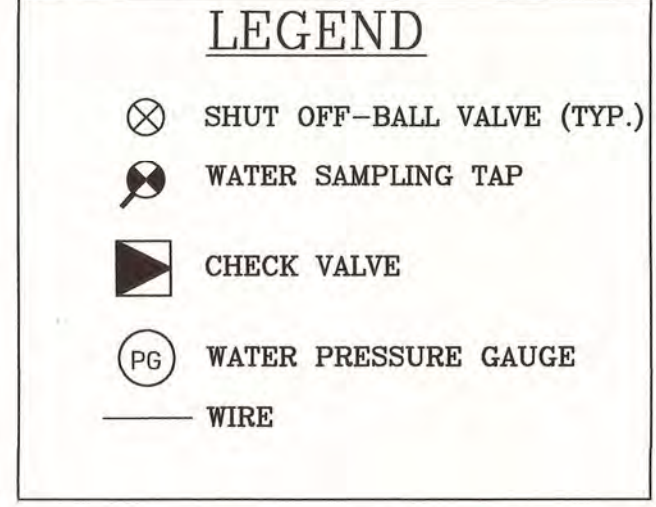 LEGEND
SHUT OFF-BALL VALVE (TYP.)
WATER SAMPLING TAP
CHECK VALVE
PG WATER PRESSURE GAUGE
WIRE